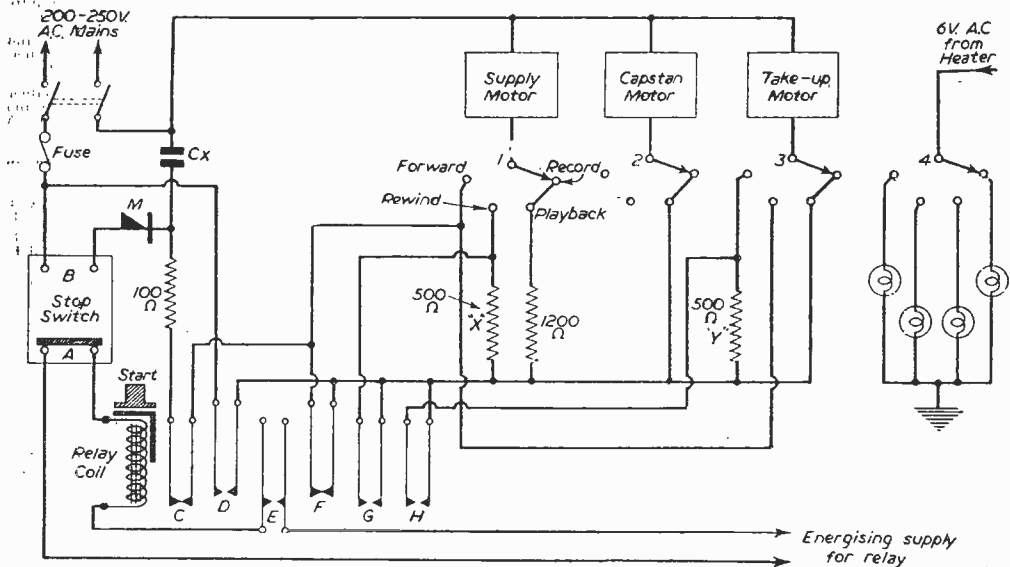 200-250V.
A.C. Mains
6V. A.C
from
Heater
Supply
Motor
Capstan
Motor
Take-up
Motor
Fuse
Cx
Forward
1
Record
2
3
4
Rewind
Playback
M
B
Stop
Switch
A
100
Ω
500
Ω
"X"
1200
Ω
500
Ω
"Y"
Start
Relay
Coil
C
D
E
F
G
H
Energising supply
for relay